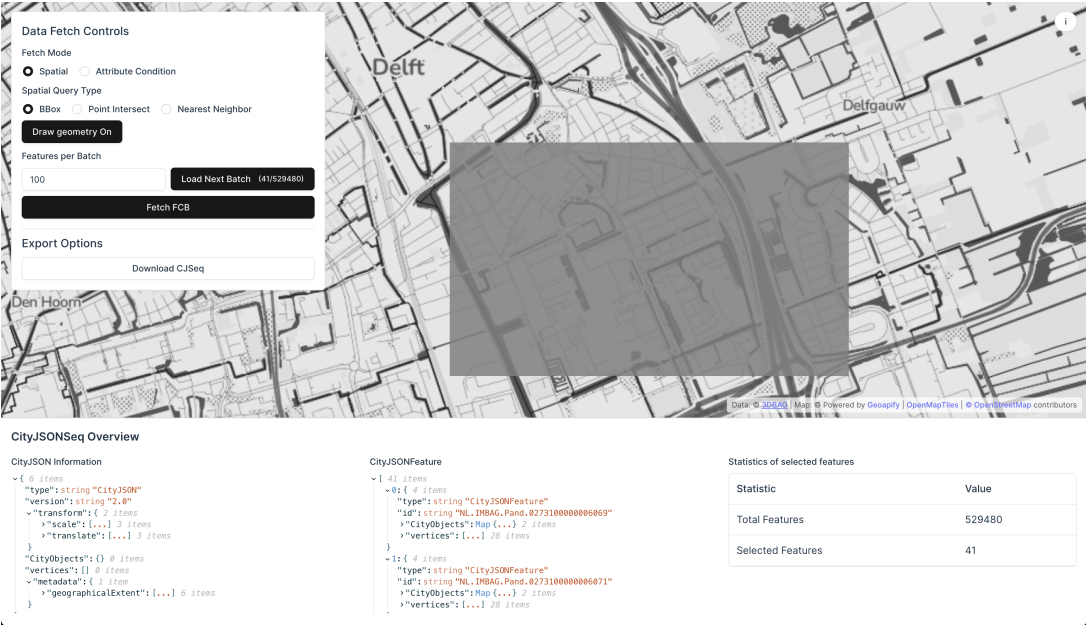 Data Fetch Controls
Fetch Mode
Spatial Attribute Condition
Spatial Query Type
BBox Point Intersect Nearest Neighbor
Draw geometry On
Features per Batch
100 Load Next Batch (41/529480)
Fetch FCB
Export Options
Download CJSeq
Delft
Delfgauw
Den Hoorn
i
Data: © 3DBAG | Map: © Powered by Geoapify | OpenMapTiles | © OpenStreetMap contributors
CityJSONSeq Overview
CityJSON Information
{ 6 items
"type": string "CityJSON"
"version": string "2.0"
"transform": { 2 items
"scale": [...] 3 items
"translate": [...] 3 items
}
"CityObjects": {} 0 items
"vertices": [] 0 items
"metadata": { 1 item
"geographicalExtent": [...] 6 items
}
CityJSONFeature
[ 41 items
0: { 4 items
"type": string "CityJSONFeature"
"id": string "NL.IMBAG.Pand.0273100000006069"
"CityObjects": Map {...} 2 items
"vertices": [...] 28 items
}
1: { 4 items
"type": string "CityJSONFeature"
"id": string "NL.IMBAG.Pand.0273100000006071"
"CityObjects": Map {...} 2 items
"vertices": [...] 28 items
Statistics of selected features
Statistic Value
Total Features 529480
Selected Features 41